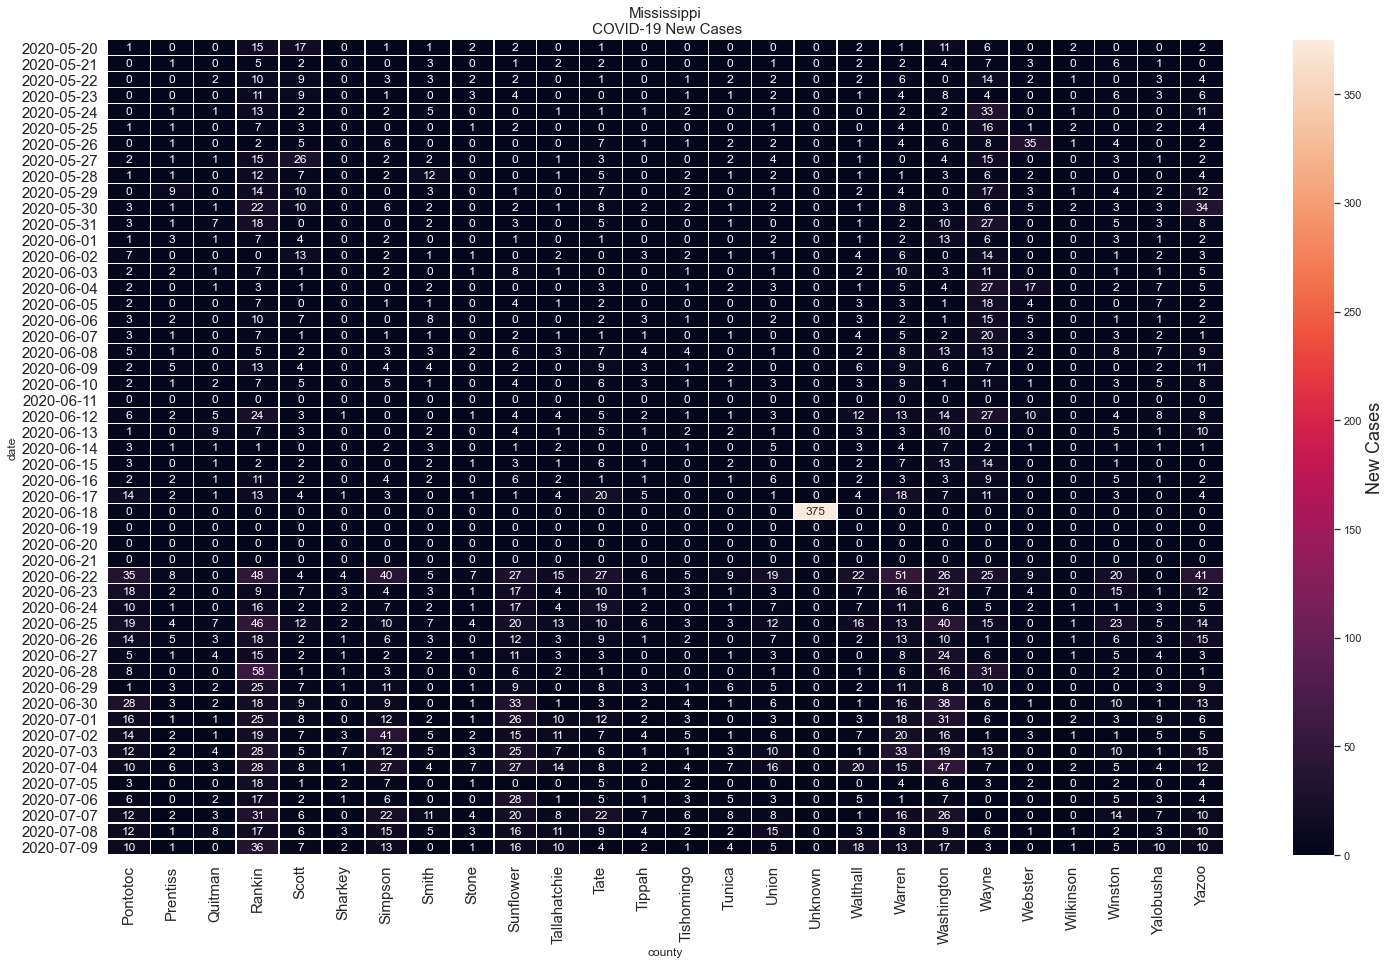 Mississippi
COVID-19 New Cases
2020-05-20 1 0 0 15 17 0 1 1 2 2 0 1 0 0 0 0 0 2 1 11 6 0 2 0 0 2
2020-05-21 0 1 0 5 2 0 0 3 0 1 2 2 0 0 0 1 0 2 2 4 7 3 0 6 1 0
2020-05-22 0 0 2 10 9 0 3 3 2 2 0 1 0 1 2 2 0 2 6 0 14 2 1 0 3 4
2020-05-23 0 0 0 11 9 0 1 0 3 4 0 0 0 1 1 2 0 1 4 8 4 0 0 6 3 6
2020-05-24 0 1 1 13 2 0 2 5 0 0 1 1 1 2 0 1 0 0 2 2 33 0 1 0 0 11
2020-05-25 1 1 0 7 3 0 0 0 1 2 0 0 0 0 0 1 0 0 4 0 16 1 2 0 2 4
2020-05-26 0 1 0 2 5 0 6 0 0 0 0 7 1 1 2 2 0 1 4 6 8 35 1 4 0 2
2020-05-27 2 1 1 15 26 0 2 2 0 0 1 3 0 0 2 4 0 1 0 4 15 0 0 3 1 2
2020-05-28 1 1 0 12 7 0 2 12 0 0 1 5 0 2 1 2 0 1 1 3 6 2 0 0 0 4
2020-05-29 0 9 0 14 10 0 0 3 0 1 0 7 0 2 0 1 0 2 4 0 17 3 1 4 2 12
2020-05-30 3 1 1 22 10 0 6 2 0 2 1 8 2 2 1 2 0 1 8 3 6 5 2 3 3 34
2020-05-31 3 1 7 18 0 0 0 2 0 3 0 5 0 0 1 0 0 1 2 10 27 0 0 5 3 8
2020-06-01 1 3 1 7 4 0 2 0 0 1 0 1 0 0 0 2 0 1 2 13 6 0 0 3 1 2
2020-06-02 7 0 0 0 13 0 2 1 1 0 2 0 3 2 1 1 0 4 6 0 14 0 0 1 2 3
2020-06-03 2 2 1 7 1 0 2 0 1 8 1 0 0 1 0 1 0 2 10 3 11 0 0 1 1 5
2020-06-04 2 0 1 3 1 0 0 2 0 0 0 3 0 1 2 3 0 1 5 4 27 17 0 2 7 5
2020-06-05 2 0 0 7 0 0 1 1 0 4 1 2 0 0 0 0 0 3 3 1 18 4 0 0 7 2
2020-06-06 3 2 0 10 7 0 0 8 0 0 0 2 3 1 0 2 0 3 2 1 15 5 0 1 1 2
2020-06-07 3 1 0 7 1 0 1 1 0 2 1 1 1 0 1 0 0 4 5 2 20 3 0 3 2 1
2020-06-08 5 1 0 5 2 0 3 3 2 6 3 7 4 4 0 1 0 2 8 13 13 2 0 8 7 9
2020-06-09 2 5 0 13 4 0 4 4 0 2 0 9 3 1 2 0 0 6 9 6 7 0 0 0 2 11
2020-06-10 2 1 2 7 5 0 5 1 0 4 0 6 3 1 1 3 0 3 9 1 11 1 0 3 5 8
2020-06-11 0 0 0 0 0 0 0 0 0 0 0 0 0 0 0 0 0 0 0 0 0 0 0 0 0 0
2020-06-12 6 2 5 24 3 1 0 0 1 4 4 5 2 1 1 3 0 12 13 14 27 10 0 4 8 8
2020-06-13 1 0 9 7 3 0 0 2 0 4 1 5 1 2 2 1 0 3 3 10 0 0 0 5 1 10
2020-06-14 3 1 1 1 0 0 2 3 0 1 2 0 0 1 0 5 0 3 4 7 2 1 0 1 1 1
2020-06-15 3 0 1 2 2 0 0 2 1 3 1 6 1 0 2 0 0 2 7 13 14 0 0 1 0 0
2020-06-16 2 2 1 11 2 0 4 2 0 6 2 1 1 0 1 6 0 2 3 3 9 0 0 5 1 2
2020-06-17 14 2 1 13 4 1 3 0 1 1 4 20 5 0 0 1 0 4 18 7 11 0 0 3 0 4
2020-06-18 0 0 0 0 0 0 0 0 0 0 0 0 0 0 0 0 375 0 0 0 0 0 0 0 0 0
2020-06-19 0 0 0 0 0 0 0 0 0 0 0 0 0 0 0 0 0 0 0 0 0 0 0 0 0 0
2020-06-20 0 0 0 0 0 0 0 0 0 0 0 0 0 0 0 0 0 0 0 0 0 0 0 0 0 0
2020-06-21 0 0 0 0 0 0 0 0 0 0 0 0 0 0 0 0 0 0 0 0 0 0 0 0 0 0
2020-06-22 35 8 0 48 4 4 40 5 7 27 15 27 6 5 9 19 0 22 51 26 25 9 0 20 0 41
2020-06-23 18 2 0 9 7 3 4 3 1 17 4 10 1 3 1 3 0 7 16 21 7 4 0 15 1 12
2020-06-24 10 1 0 16 2 2 7 2 1 17 4 19 2 0 1 7 0 7 11 6 5 2 1 1 3 5
2020-06-25 19 4 7 46 12 2 10 7 4 20 13 10 6 3 3 12 0 16 13 40 15 0 1 23 5 14
2020-06-26 14 5 3 18 2 1 6 3 0 12 3 9 1 2 0 7 0 2 13 10 1 0 1 6 3 15
2020-06-27 5 1 4 15 2 1 2 2 1 11 3 3 0 0 1 3 0 0 8 24 6 0 1 5 4 3
2020-06-28 8 0 0 58 1 1 3 0 0 6 2 1 0 0 0 1 0 1 6 16 31 0 0 2 0 1
2020-06-29 1 3 2 25 7 1 11 0 1 9 0 8 3 1 6 5 0 2 11 8 10 0 0 0 3 9
2020-06-30 28 3 2 18 9 0 9 0 1 33 1 3 2 4 1 6 0 1 16 38 6 1 0 10 1 13
2020-07-01 16 1 1 25 8 0 12 2 1 26 10 12 2 3 0 3 0 3 18 31 6 0 2 3 9 6
2020-07-02 14 2 1 19 7 3 41 5 2 15 11 7 4 5 1 6 0 7 20 16 1 3 1 1 5 5
2020-07-03 12 2 4 28 5 7 12 5 3 25 7 6 1 1 3 10 0 1 33 19 13 0 0 10 1 15
2020-07-04 10 6 3 28 8 1 27 4 7 27 14 8 2 4 7 16 0 20 15 47 7 0 2 5 4 12
2020-07-05 3 0 0 18 1 2 7 0 1 0 0 5 0 2 0 0 0 0 4 6 3 2 0 2 0 4
2020-07-06 6 0 2 17 2 1 6 0 0 28 1 5 1 3 5 3 0 5 1 7 0 0 0 5 3 4
2020-07-07 12 2 3 31 6 0 22 11 4 20 8 22 7 6 8 8 0 1 16 26 0 0 0 14 7 10
2020-07-08 12 1 8 17 6 3 15 5 3 16 11 9 4 2 2 15 0 3 8 9 6 1 1 2 3 10
2020-07-09 10 1 0 36 7 2 13 0 1 16 10 4 2 1 4 5 0 18 13 17 3 0 1 5 10 10
date
Pontotoc Prentiss Quitman Rankin Scott Sharkey Simpson Smith Stone Sunflower Tallahatchie Tate Tippah Tishomingo Tunica Union Unknown Walthall Warren Washington Wayne Webster Wilkinson Winston Yalobusha Yazoo
county
350
300
250
200
150
100
50
0
New Cases